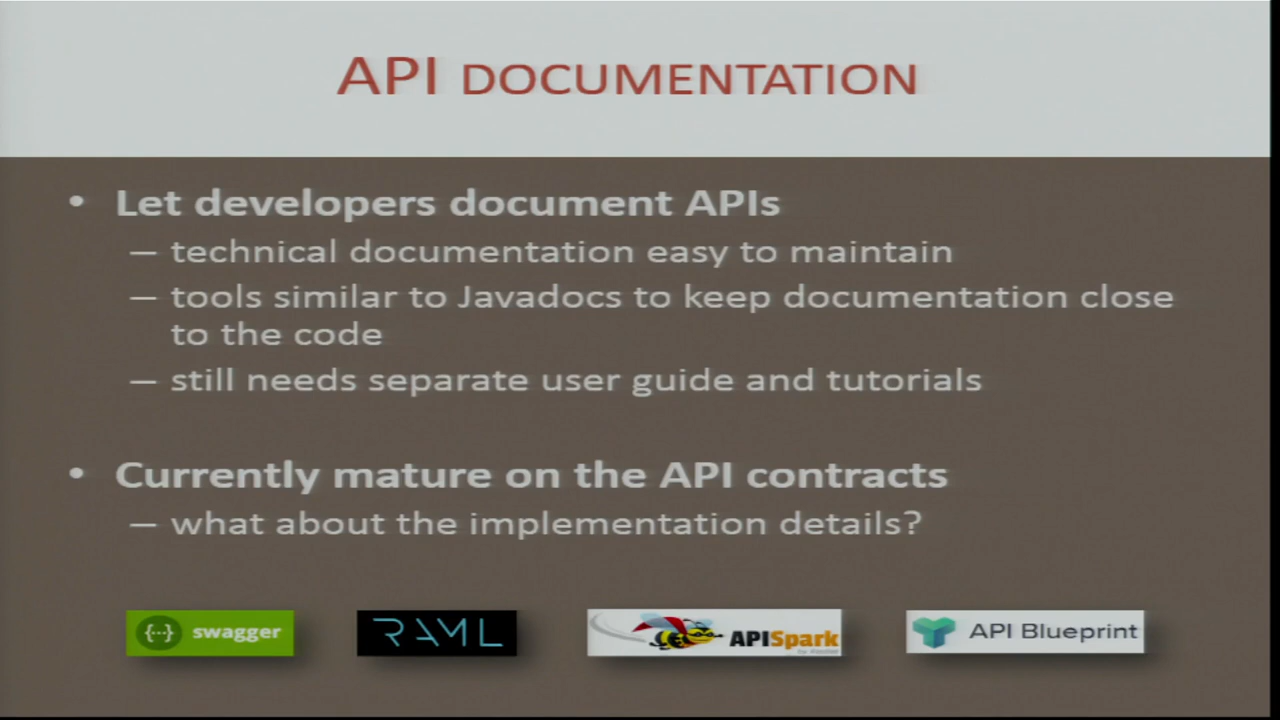 API DOCUMENTATION
• Let developers document APIs
– technical documentation easy to maintain
– tools similar to Javadocs to keep documentation close
to the code
– still needs separate user guide and tutorials
• Currently mature on the API contracts
– what about the implementation details?
{···} swagger
RAML
APISpark
API Blueprint